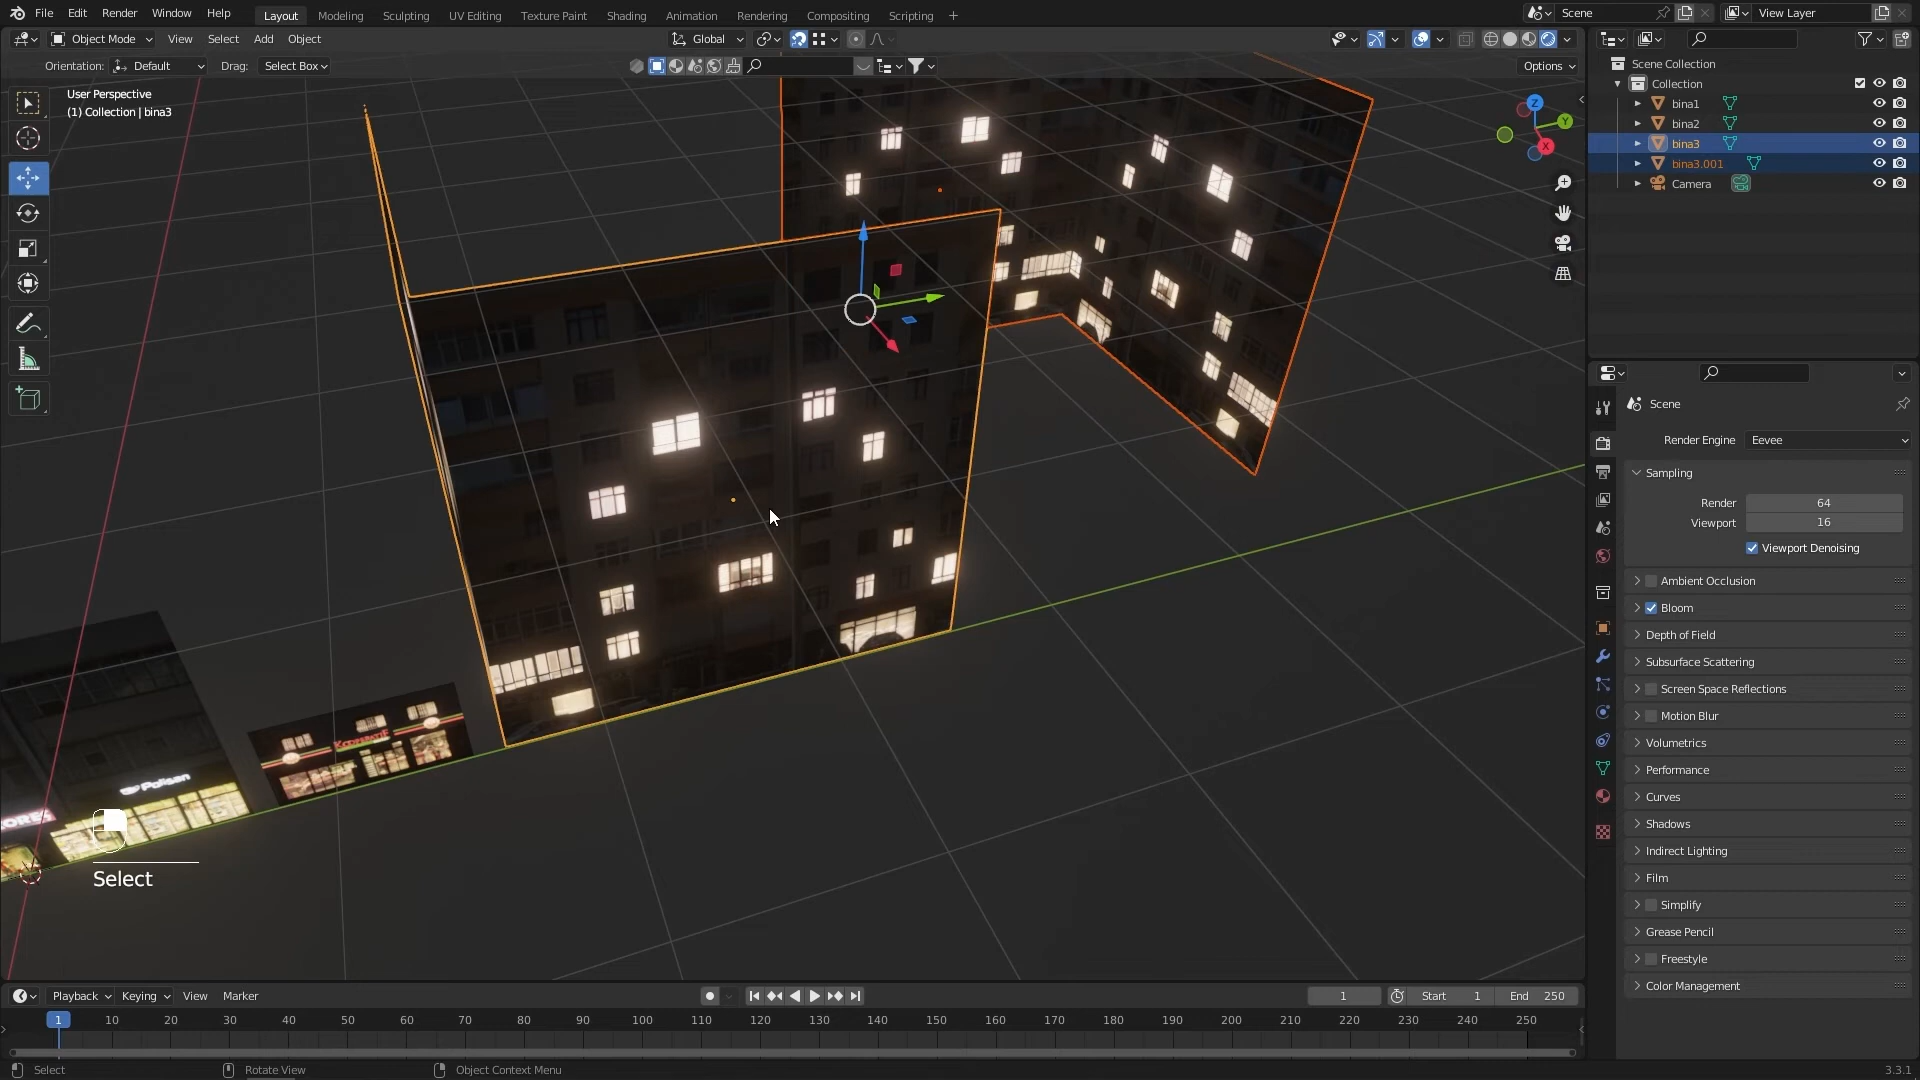 File Edit Render Window Help Layout Modeling Sculpting UV Editing Texture Paint Shading Animation Rendering Compositing Scripting + Scene View Layer
Object Mode View Select Add Object Global
Orientation: Default Drag: Select Box Options
User Perspective
(1) Collection | bina3
Z
Y
X
Polisan
Select
Scene Collection
Collection
bina1
bina2
bina3
bina3.001
Camera
Scene
Render Engine Eevee
Sampling
Render 64
Viewport 16
Viewport Denoising
Ambient Occlusion
Bloom
Depth of Field
Subsurface Scattering
Screen Space Reflections
Motion Blur
Volumetrics
Performance
Curves
Shadows
Indirect Lighting
Film
Simplify
Grease Pencil
Freestyle
Color Management
Playback Keying View Marker 1 Start 1 End 250
1 10 20 30 40 50 60 70 80 90 100 110 120 130 140 150 160 170 180 190 200 210 220 230 240 250
Select Rotate View Object Context Menu 3.3.1